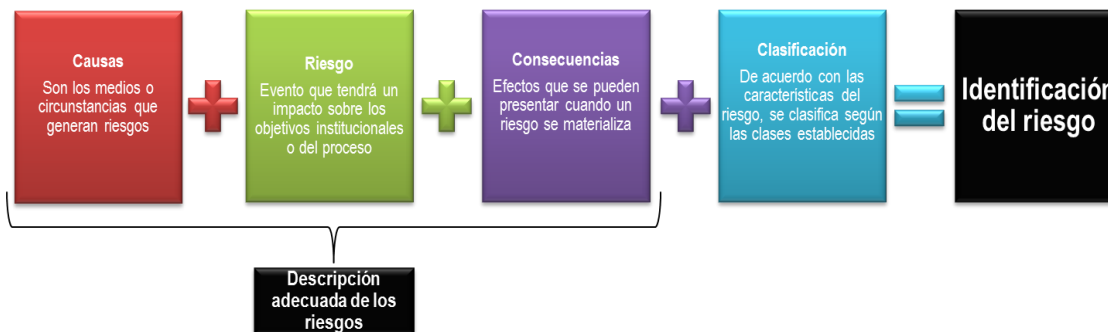 Causas
Son los medios o
circunstancias que
generan riesgos
Riesgo
Evento que tendrá un
impacto sobre los
objetivos institucionales
o del proceso
Consecuencias
Efectos que se pueden
presentar cuando un
riesgo se materializa
Clasificación
De acuerdo con las
características del
riesgo, se clasifica según
las clases establecidas
Identificación
del riesgo
Descripción
adecuada de los
riesgos